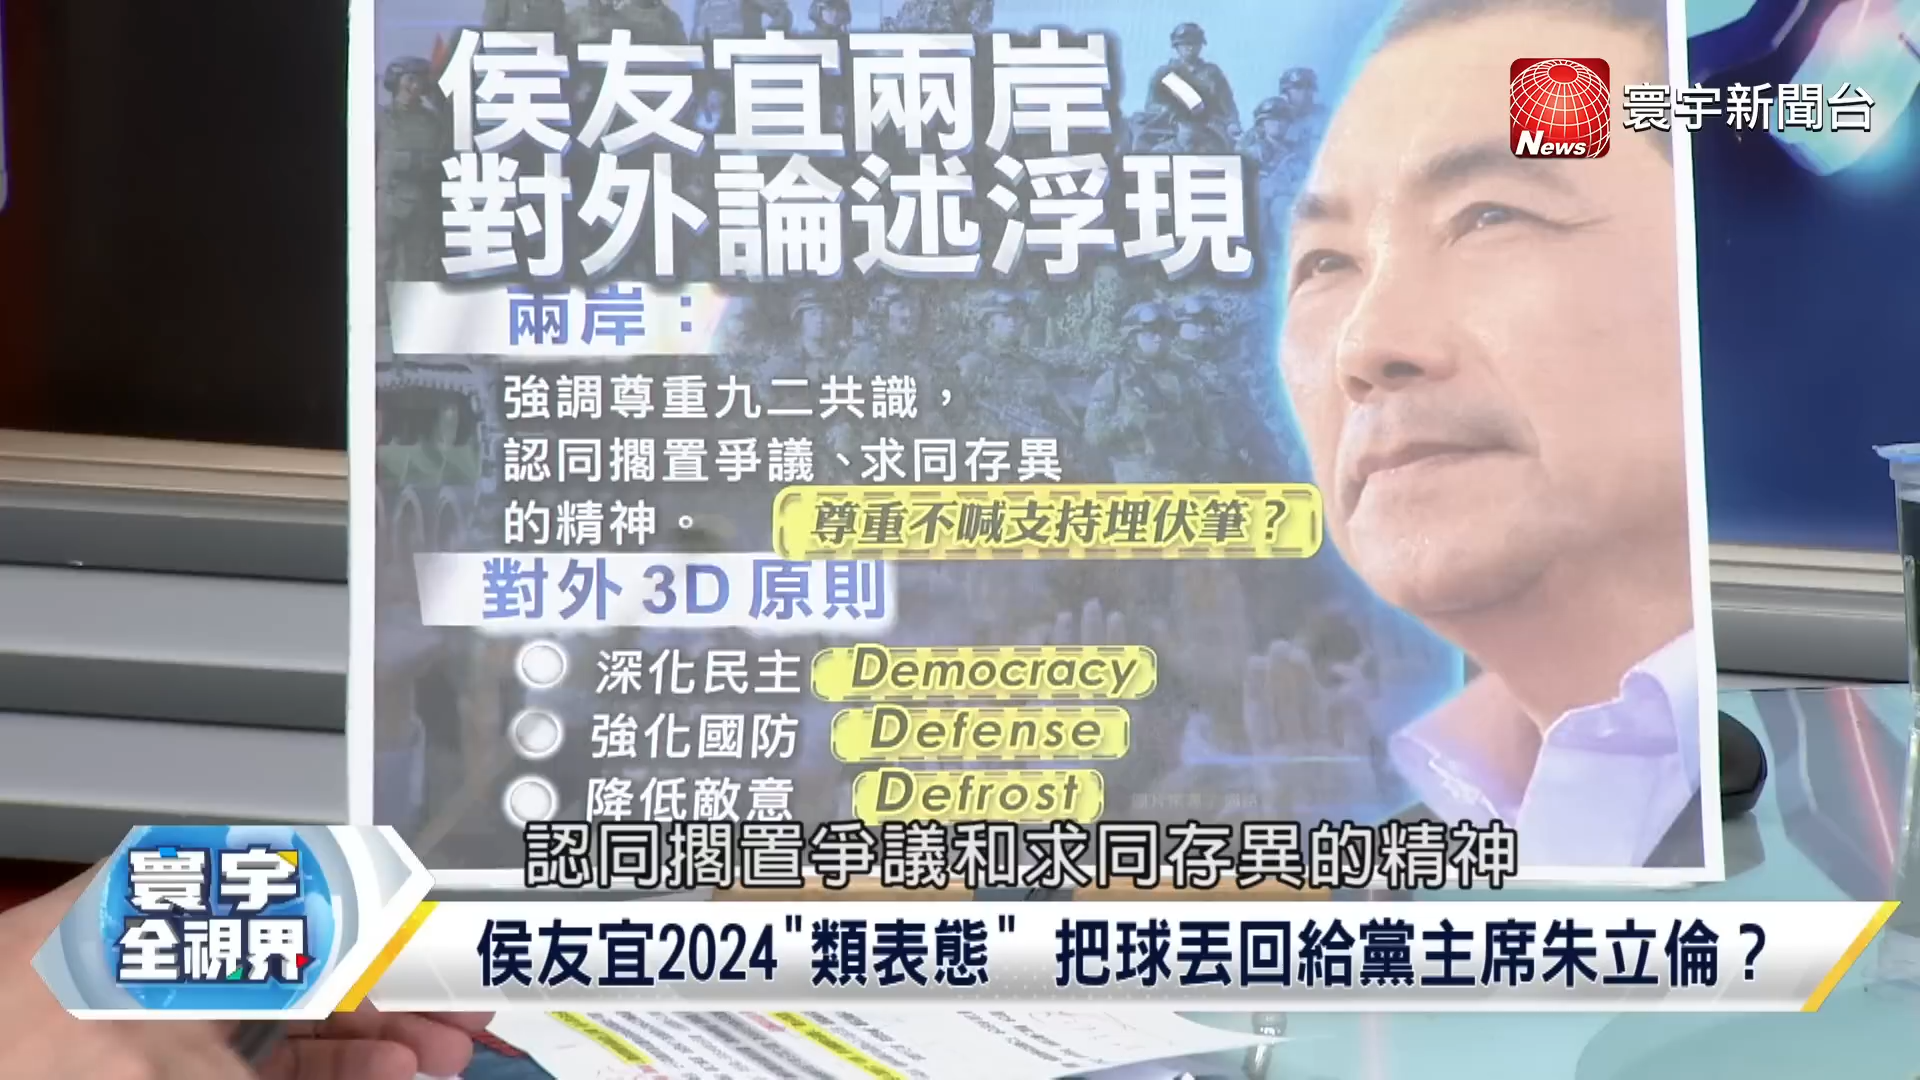 侯友宜兩岸、
對外論述浮現
News
寰宇新聞台
兩岸：
強調尊重九二共識，
認同擱置爭議、求同存異
的精神。
尊重不喊支持埋伏筆？
對外 3D 原則
深化民主 Democracy
強化國防 Defense
降低敵意 Defrost
認同擱置爭議和求同存異的精神
寰宇
全視界
侯友宜2024"類表態" 把球丟回給黨主席朱立倫？